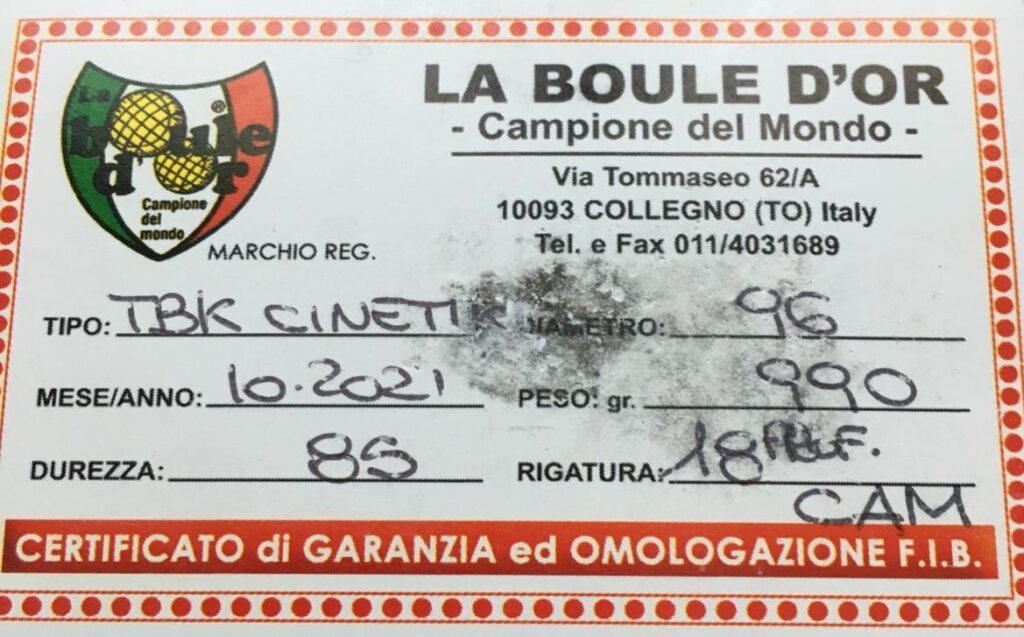 LA BOULE D'OR
- Campione del Mondo -
Via Tommaseo 62/A
10093 COLLEGNO (TO) Italy
Tel. e Fax 011/4031689
La boule d'or ®
Campione
del
mondo
MARCHIO REG.
TIPO: TBK CINETIK DIAMETRO: 96
MESE/ANNO: 10.2021 PESO: gr. 990
DUREZZA: 85 RIGATURA: 18
CAM
CERTIFICATO di GARANZIA ed OMOLOGAZIONE F.I.B.